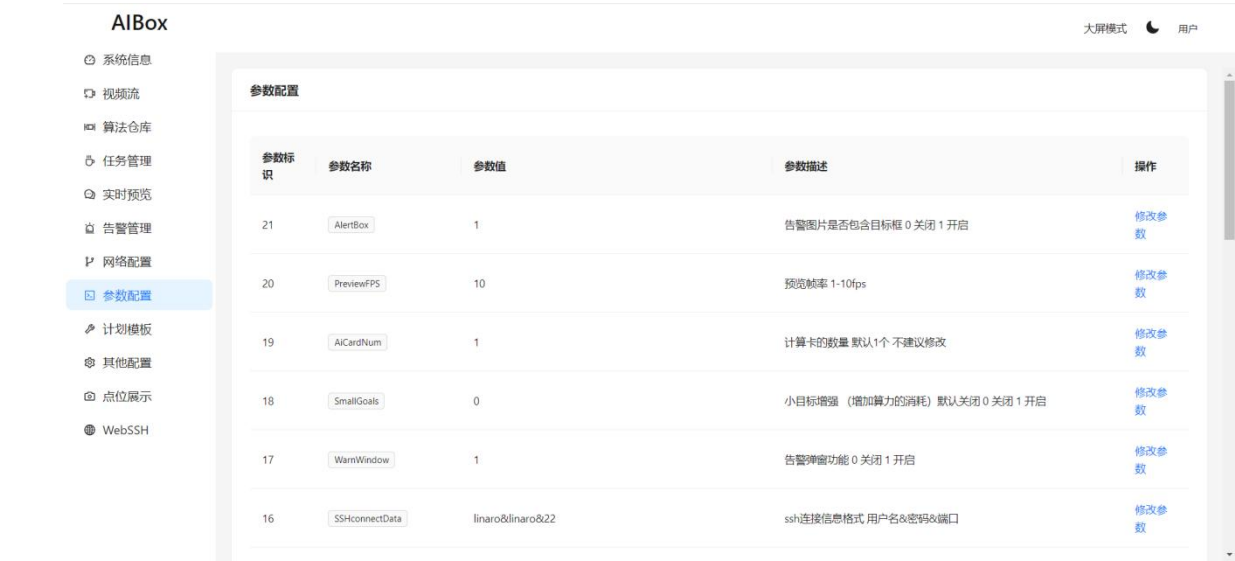 AIBox
大屏模式 用户
系统信息
视频流
算法仓库
任务管理
实时预览
告警管理
网络配置
参数配置
计划模板
其他配置
点位展示
WebSSH
参数配置
参数标
识 参数名称 参数值 参数描述 操作
21 AlertBox 1 告警图片是否包含目标框 0 关闭 1 开启 修改参
数
20 PreviewFPS 10 预览帧率 1-10fps 修改参
数
19 AiCardNum 1 计算卡的数量 默认1个 不建议修改 修改参
数
18 SmallGoals 0 小目标增强 （增加算力的消耗）默认关闭 0 关闭 1 开启 修改参
数
17 WarnWindow 1 告警弹窗功能 0 关闭 1 开启 修改参
数
16 SSHconnectData linaro&linaro&22 ssh连接信息格式 用户名&密码&端口 修改参
数